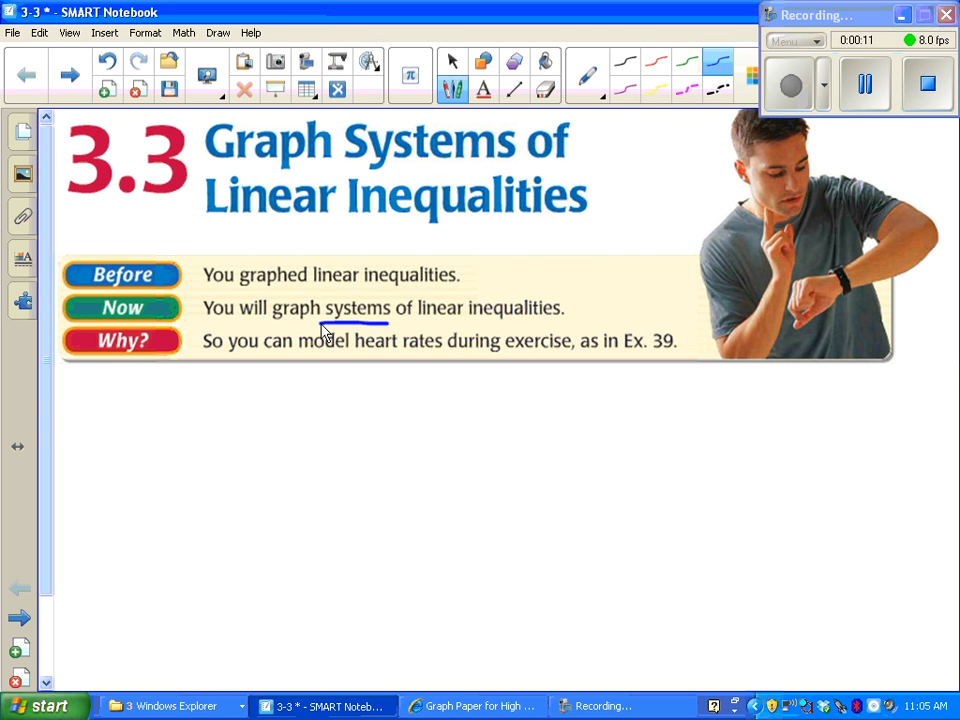 3-3 * - SMART Notebook
Recording...
File Edit View Insert Format Math Draw Help
Menu
0:00:11
8.0 fps
π
A
3.3 Graph Systems of
Linear Inequalities
Before You graphed linear inequalities.
Now You will graph systems of linear inequalities.
Why? So you can model heart rates during exercise, as in Ex. 39.
start
3 Windows Explorer
3-3 * - SMART Noteb...
Graph Paper for High ...
Recording...
11:05 AM